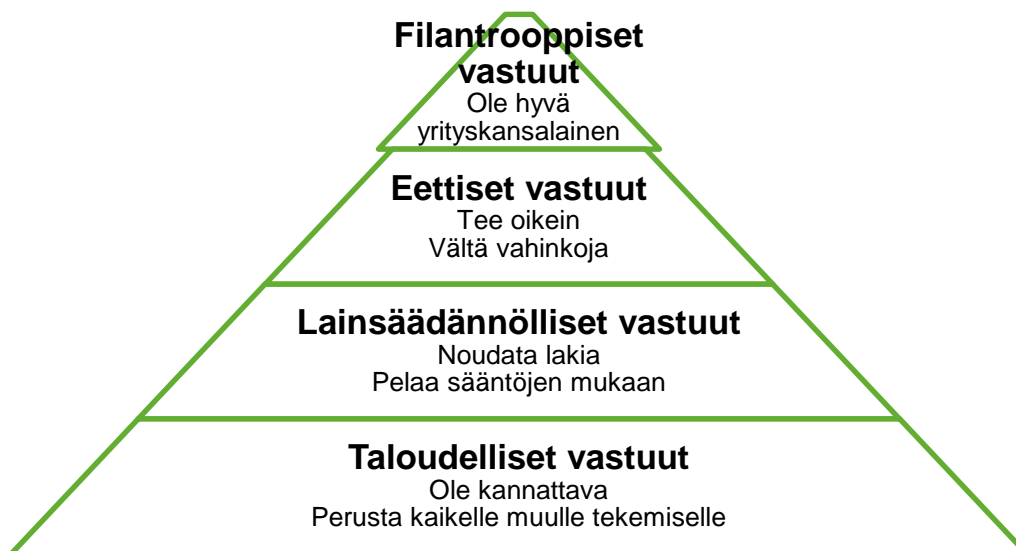 Filantrooppiset
vastuut
Ole hyvä
yrityskansalainen
Eettiset vastuut
Tee oikein
Vältä vahinkoja
Lainsäädännölliset vastuut
Noudata lakia
Pelaa sääntöjen mukaan
Taloudelliset vastuut
Ole kannattava
Perusta kaikelle muulle tekemiselle